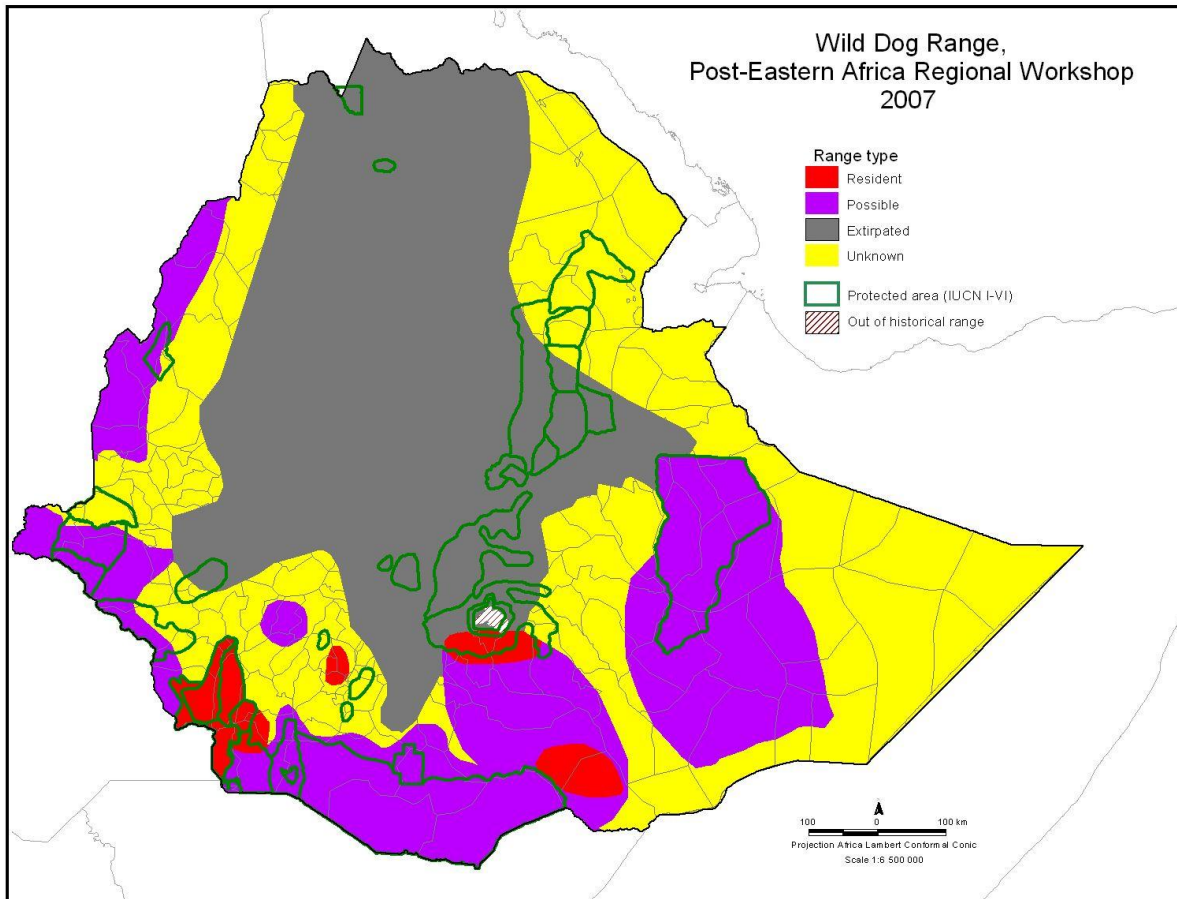 Wild Dog Range,
Post-Eastern Africa Regional Workshop
2007
Range type
Resident
Possible
Extirpated
Unknown
Protected area (IUCN I-VI)
Out of historical range
100 0 100 km
Projection Africa Lambert Conformal Conic
Scale 1:6 500 000